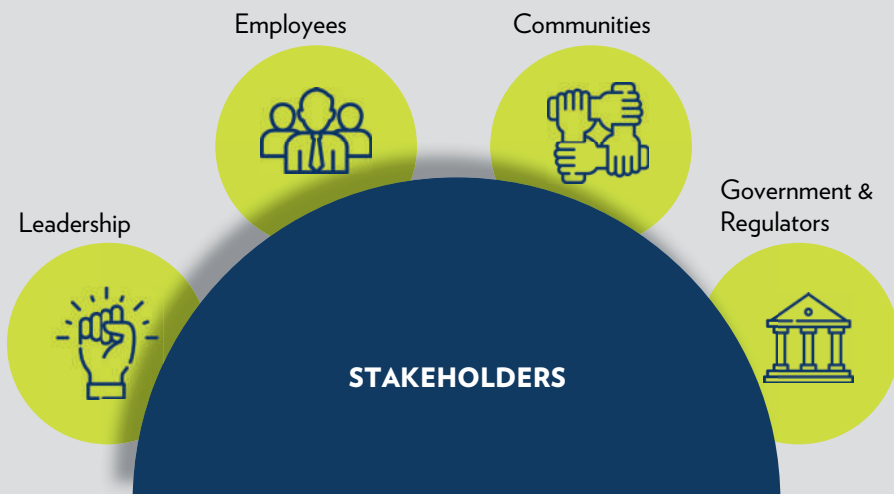 Employees
Communities
Leadership
Government &
Regulators
STAKEHOLDERS